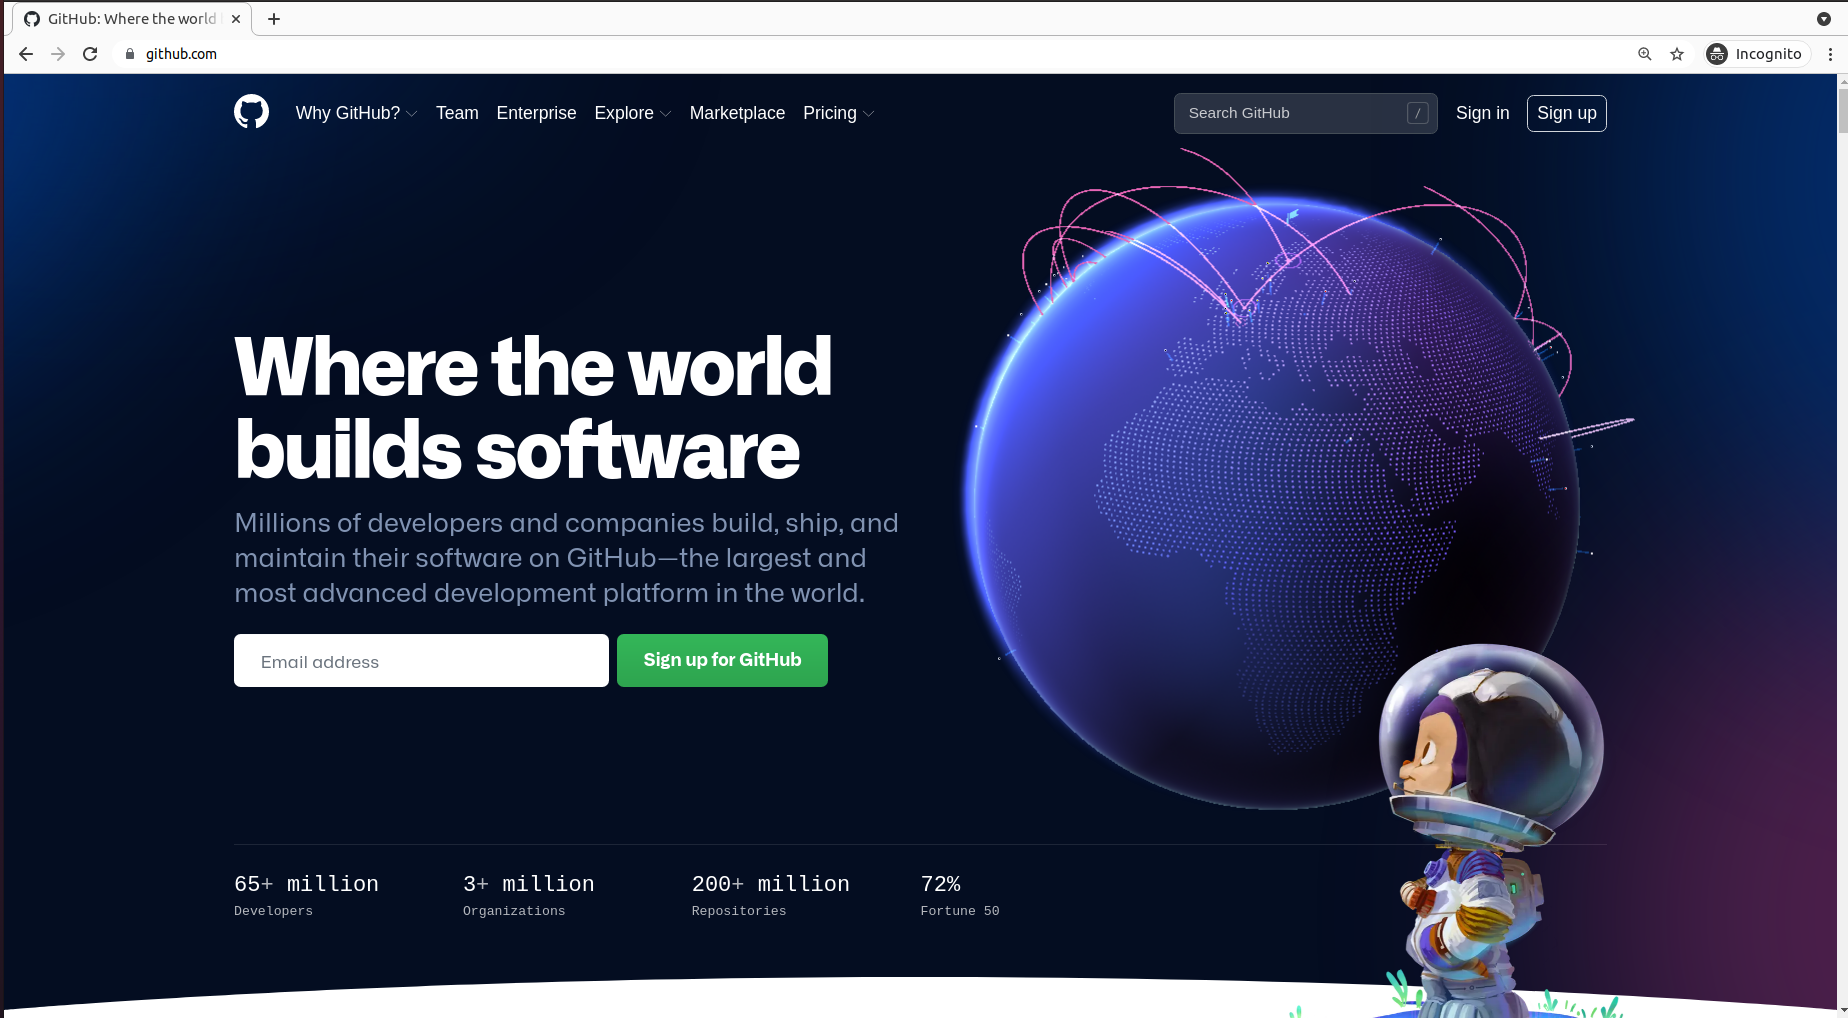 GitHub: Where the world
github.com
Incognito
Why GitHub?
Team
Enterprise
Explore
Marketplace
Pricing
Search GitHub
/
Sign in
Sign up
Where the world
builds software
Millions of developers and companies build, ship, and
maintain their software on GitHub—the largest and
most advanced development platform in the world.
Email address
Sign up for GitHub
65+ million
Developers
3+ million
Organizations
200+ million
Repositories
72%
Fortune 50